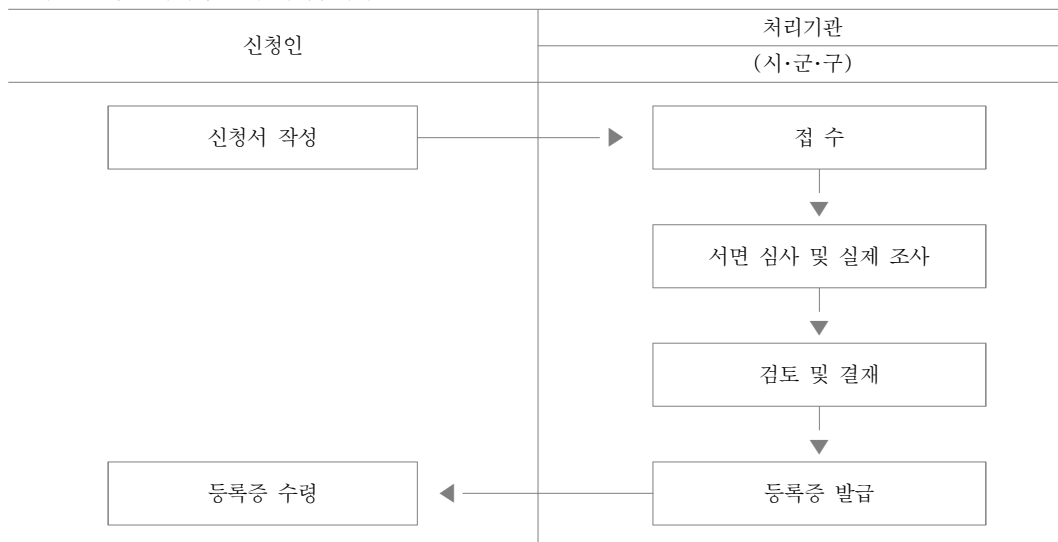 신청인
처리기관
(시·군·구)
신청서 작성
접 수
서면 심사 및 실제 조사
검토 및 결재
등록증 수령
등록증 발급